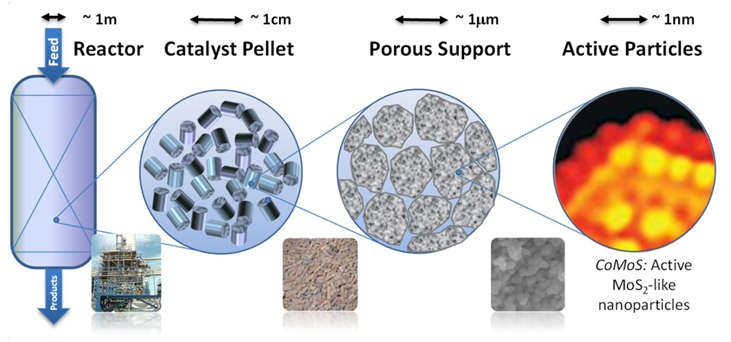 ~ 1m
~ 1cm
~ 1μm
~ 1nm
Feed
Reactor
Catalyst Pellet
Porous Support
Active Particles
Products
CoMoS: Active
MoS₂-like
nanoparticles